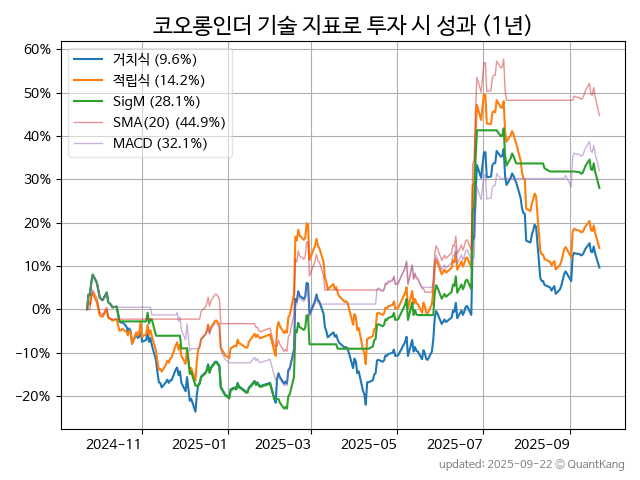 코오롱인더 기술 지표로 투자 시 성과 (1년)
60%
50%
40%
30%
20%
10%
0%
−10%
−20%
거치식 (9.6%)
적립식 (14.2%)
SigM (28.1%)
SMA(20) (44.9%)
MACD (32.1%)
2024-11
2025-01
2025-03
2025-05
2025-07
2025-09
updated: 2025-09-22 © QuantKang